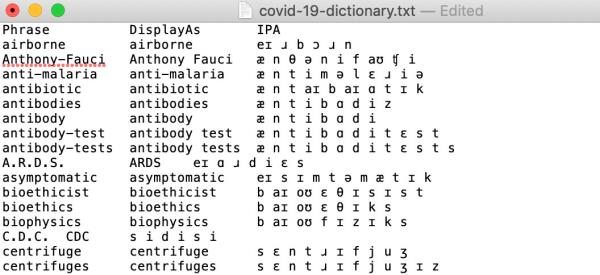 covid-19-dictionary.txt — Edited
Phrase DisplayAs IPA
airborne airborne eɪ ɹ b ɔ ɹ n
Anthony-Fauci Anthony Fauci æ n θ ə n i f aʊ ʧ i
anti-malaria anti-malaria æ n t i m ə l ɛ ɹ i ə
antibiotic antibiotic æ n t aɪ b aɪ ɑ t ɪ k
antibodies antibodies æ n t i b ɑ d i z
antibody antibody æ n t i b ɑ d i
antibody-test antibody test æ n t i b ɑ d i t ɛ s t
antibody-tests antibody tests æ n t i b ɑ d i t ɛ s t s
A.R.D.S. ARDS eɪ ɑ ɹ d i ɛ s
asymptomatic asymptomatic eɪ s ɪ m t ə m æ t ɪ k
bioethicist bioethicist b aɪ oʊ ɛ θ ɪ s ɪ s t
bioethics bioethics b aɪ oʊ ɛ θ ɪ k s
biophysics biophysics b aɪ oʊ f ɪ z ɪ k s
C.D.C. CDC s i d i s i
centrifuge centrifuge s ɛ n t ɹ ɪ f j u ʒ
centrifuges centrifuges s ɛ n t ɹ ɪ f j u ʒ ɪ z